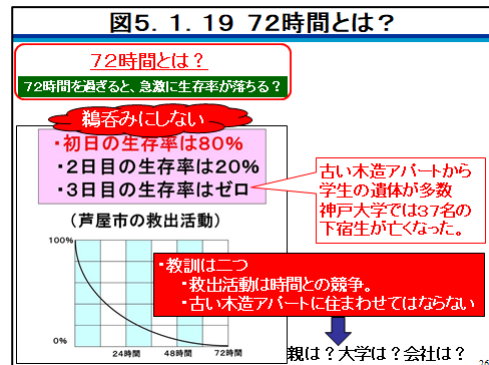 図5. 1. 19 72時間とは？
72時間とは？
72時間を過ぎると、急激に生存率が落ちる？
鵜呑みにしない
・初日の生存率は80%
・2日目の生存率は20%
・3日目の生存率はゼロ
古い木造アパートから
学生の遺体が多数
神戸大学では37名の
下宿生が亡くなった。
（芦屋市の救出活動）
100%
0%
24時間
48時間
72時間
・教訓は二つ
・救出活動は時間との競争。
・古い木造アパートに住まわせてはならない
親は？大学は？会社は？
26